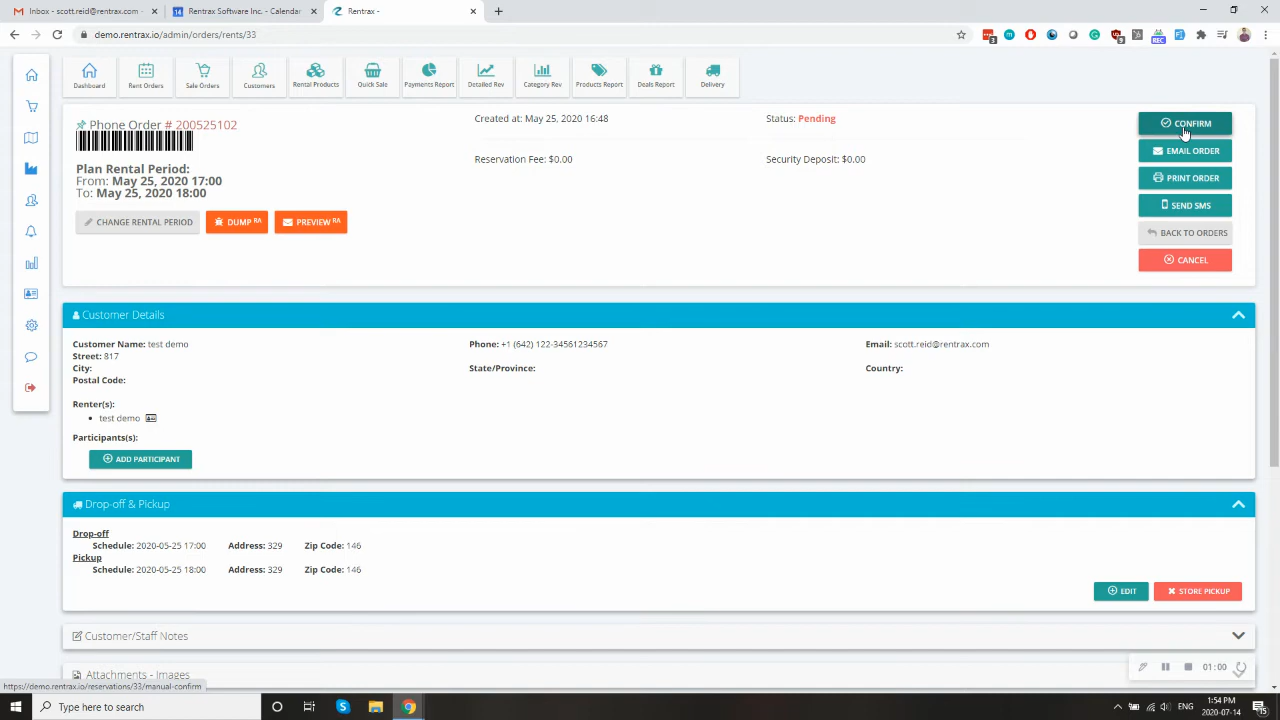 Inbox - scott.reid@rentrax.com -
Rentrax Software Inc. - Calendar
Rentrax -
demo.rentrax.io/admin/orders/rents/33
Dashboard
Rent Orders
Sale Orders
Customers
Rental Products
Quick Sale
Payments Report
Detailed Rev
Category Rev
Products Report
Deals Report
Delivery
Phone Order # 200525102
Created at: May 25, 2020 16:48
Status: Pending
CONFIRM
EMAIL ORDER
Reservation Fee: $0.00
Security Deposit: $0.00
Plan Rental Period:
From: May 25, 2020 17:00
To: May 25, 2020 18:00
PRINT ORDER
SEND SMS
CHANGE RENTAL PERIOD
DUMP RA
PREVIEW RA
BACK TO ORDERS
CANCEL
Customer Details
Customer Name: test demo
Phone: +1 (642) 122-34561234567
Email: scott.reid@rentrax.com
Street: 817
City:
State/Province:
Country:
Postal Code:
Renter(s):
test demo
Participants(s):
ADD PARTICIPANT
Drop-off & Pickup
Drop-off
Schedule: 2020-05-25 17:00 Address: 329 Zip Code: 146
Pickup
Schedule: 2020-05-25 18:00 Address: 329 Zip Code: 146
EDIT
STORE PICKUP
Customer/Staff Notes
Attachments - Images
01:00
https://demo.rentrax.io/reservations/33/manual-confirm
Type here to search
ENG
1:54 PM
2020-07-14